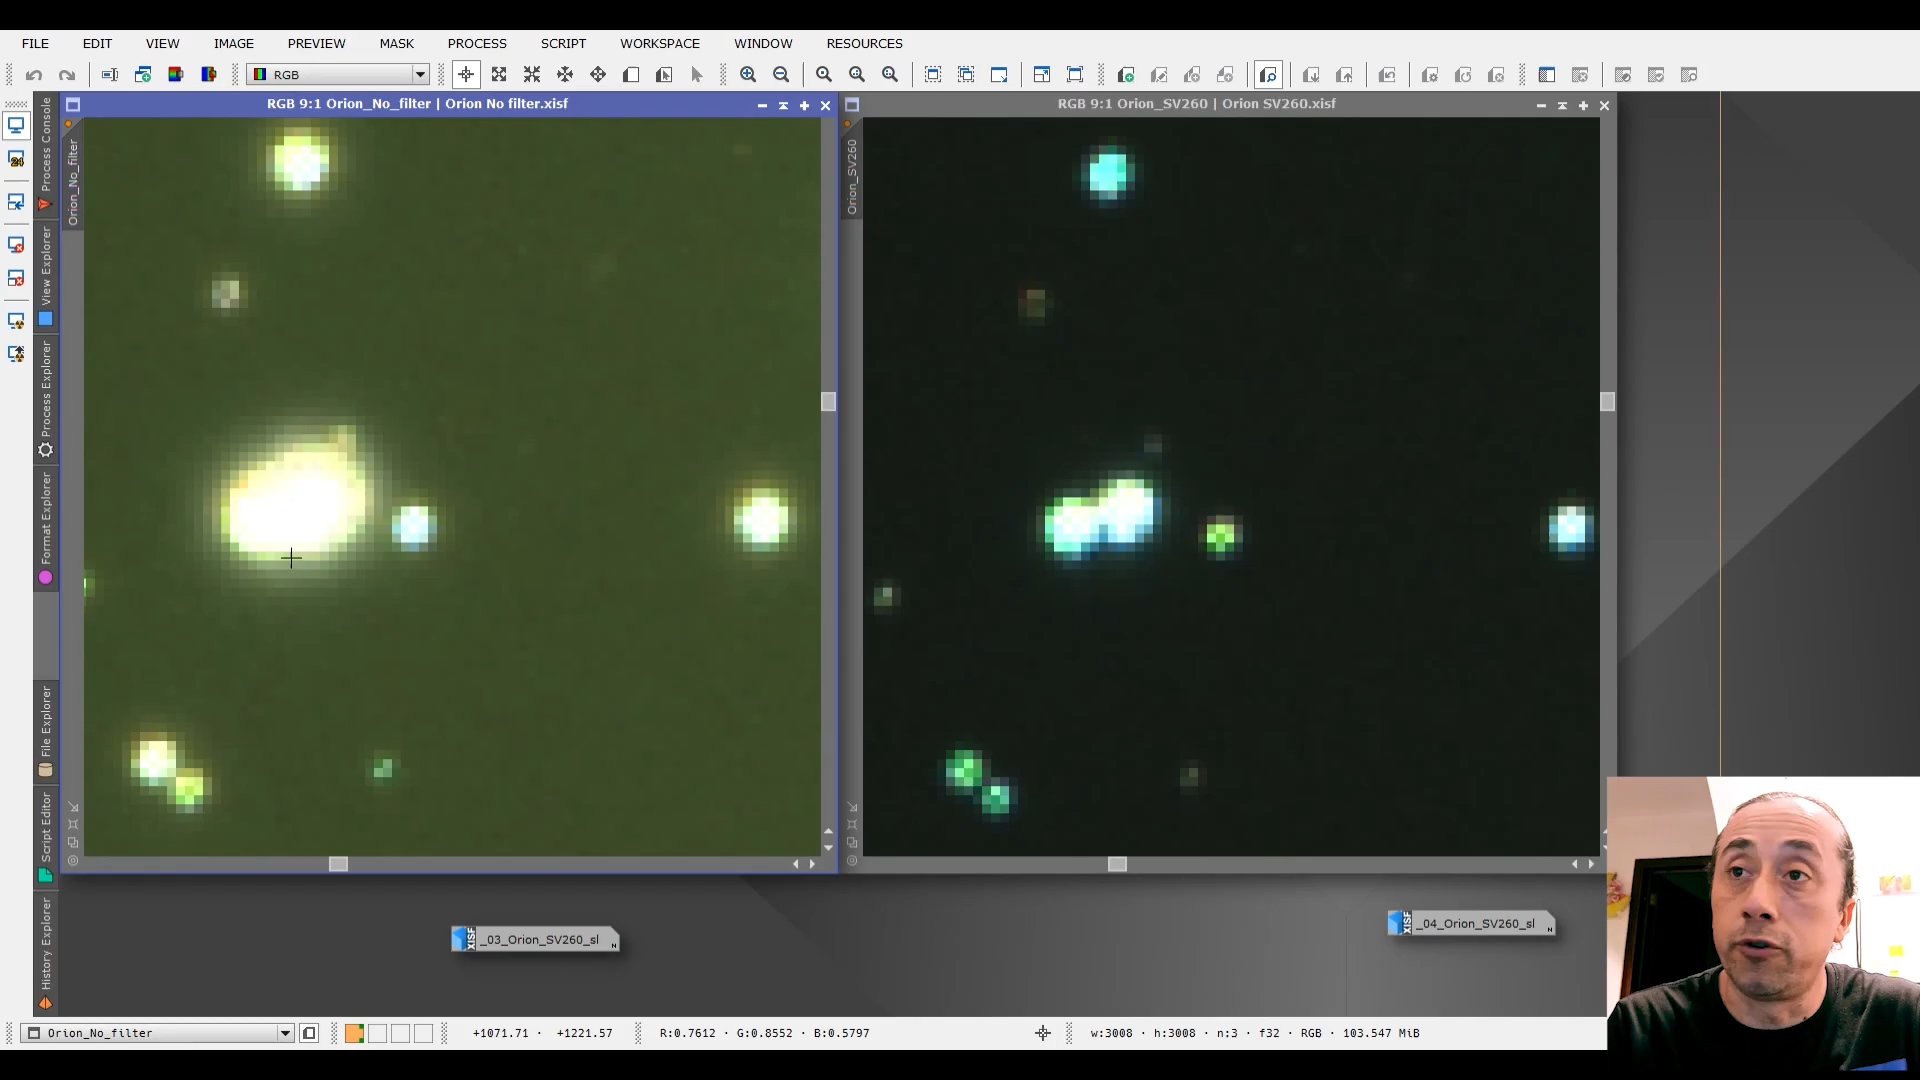 FILE EDIT VIEW IMAGE PREVIEW MASK PROCESS SCRIPT WORKSPACE WINDOW RESOURCES
24
RGB
RGB 9:1 Orion_No_filter | Orion No filter.xisf
RGB 9:1 Orion_SV260 | Orion SV260.xisf
Process Console
View Explorer
Process Explorer
Format Explorer
File Explorer
Script Editor
History Explorer
Orion_No_filter
Orion_SV260
XISF _03_Orion_SV260_sl N
XISF _04_Orion_SV260_sl N
Orion_No_filter
+1071.71 · +1221.57
R:0.7612 · G:0.8552 · B:0.5797
w:3008 · h:3008 · n:3 · f32 · RGB · 103.547 MiB